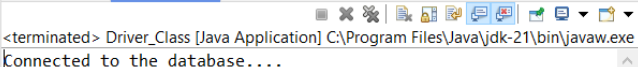 <terminated> Driver_Class [Java Application] C:\Program Files\Java\jdk-21\bin\javaw.exe
Connected to the database....